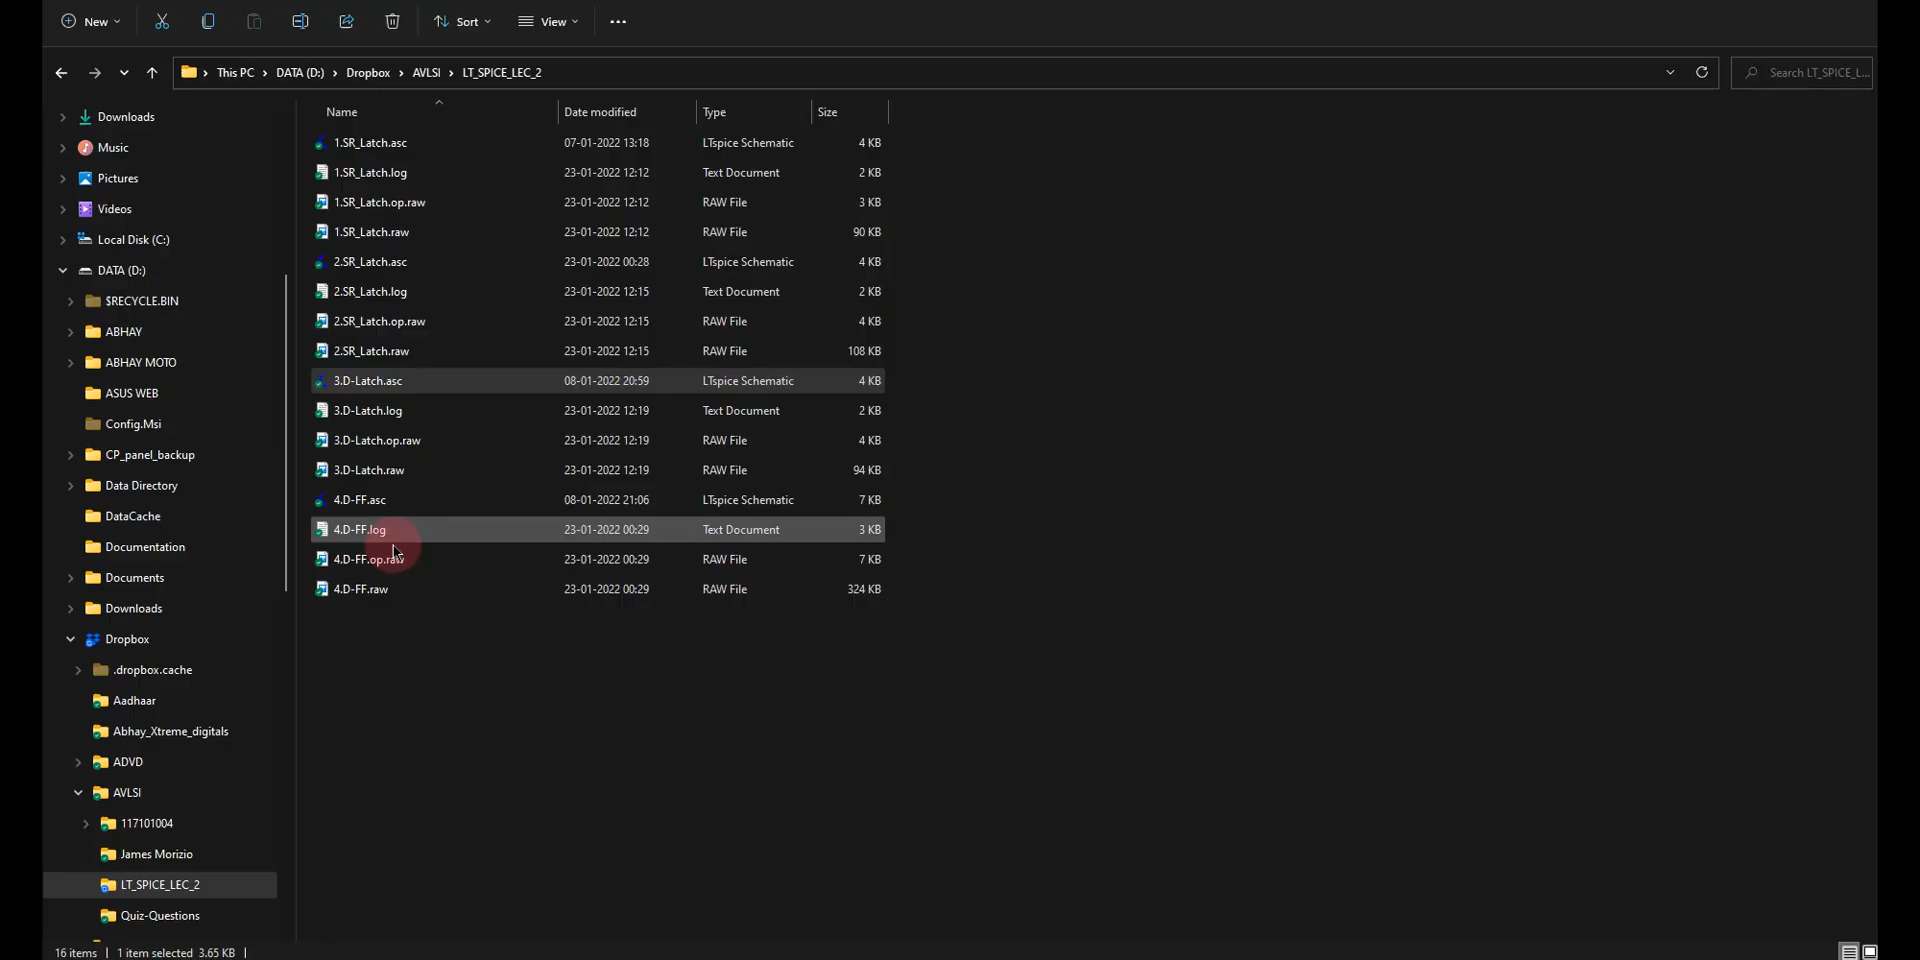 New Sort View
This PC DATA (D:) Dropbox AVLSI LT_SPICE_LEC_2 Search LT_SPICE_L...
Name Date modified Type Size
1.SR_Latch.asc 07-01-2022 13:18 LTspice Schematic 4 KB
1.SR_Latch.log 23-01-2022 12:12 Text Document 2 KB
1.SR_Latch.op.raw 23-01-2022 12:12 RAW File 3 KB
1.SR_Latch.raw 23-01-2022 12:12 RAW File 90 KB
2.SR_Latch.asc 23-01-2022 00:28 LTspice Schematic 4 KB
2.SR_Latch.log 23-01-2022 12:15 Text Document 2 KB
2.SR_Latch.op.raw 23-01-2022 12:15 RAW File 4 KB
2.SR_Latch.raw 23-01-2022 12:15 RAW File 108 KB
3.D-Latch.asc 08-01-2022 20:59 LTspice Schematic 4 KB
3.D-Latch.log 23-01-2022 12:19 Text Document 2 KB
3.D-Latch.op.raw 23-01-2022 12:19 RAW File 4 KB
3.D-Latch.raw 23-01-2022 12:19 RAW File 94 KB
4.D-FF.asc 08-01-2022 21:06 LTspice Schematic 7 KB
4.D-FF.log 23-01-2022 00:29 Text Document 3 KB
4.D-FF.op.raw 23-01-2022 00:29 RAW File 7 KB
4.D-FF.raw 23-01-2022 00:29 RAW File 324 KB
Downloads
Music
Pictures
Videos
Local Disk (C:)
DATA (D:)
$RECYCLE.BIN
ABHAY
ABHAY MOTO
ASUS WEB
Config.Msi
CP_panel_backup
Data Directory
DataCache
Documentation
Documents
Downloads
Dropbox
.dropbox.cache
Aadhaar
Abhay_Xtreme_digitals
ADVD
AVLSI
117101004
James Morizio
LT_SPICE_LEC_2
Quiz-Questions
16 items 1 item selected 3.65 KB